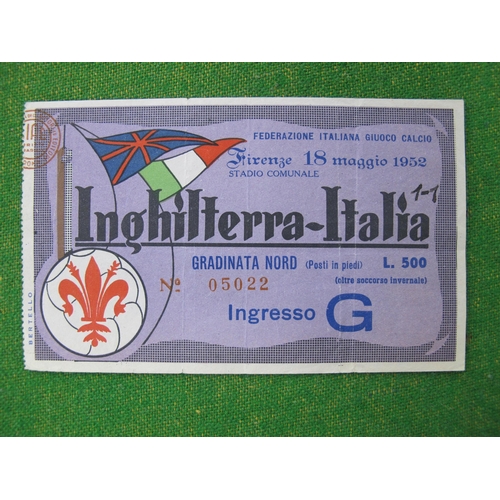 FEDERAZIONE ITALIANA GIUOCO CALCIO
Firenze 18 maggio 1952
STADIO COMUNALE
1-1
Inghilterra-Italia
GRADINATA NORD (Posti in piedi) L. 500
(oltre soccorso invernale)
Nº 05022
Ingresso G
BERTELLO